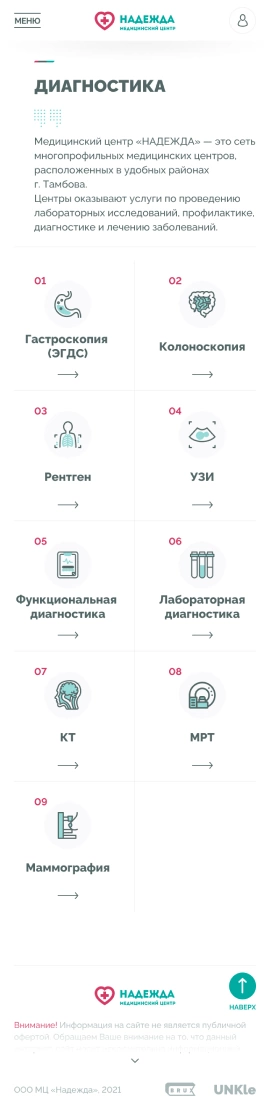 МЕНЮ
НАДЕЖДА
МЕДИЦИНСКИЙ ЦЕНТР
ДИАГНОСТИКА
Медицинский центр «НАДЕЖДА» — это сеть
многопрофильных медицинских центров,
расположенных в удобных районах
г. Тамбова.
Центры оказывают услуги по проведению
лабораторных исследований, профилактике,
диагностике и лечению заболеваний.
01
Гастроскопия
(ЭГДС)
02
Колоноскопия
03
Рентген
04
УЗИ
05
Функциональная
диагностика
06
Лабораторная
диагностика
07
КТ
08
МРТ
09
Маммография
НАДЕЖДА
МЕДИЦИНСКИЙ ЦЕНТР
НАВЕРХ
Внимание! Информация на сайте не является публичной
офертой. Обращаем Ваше внимание на то, что данный
ООО МЦ «Надежда», 2021
UNKle